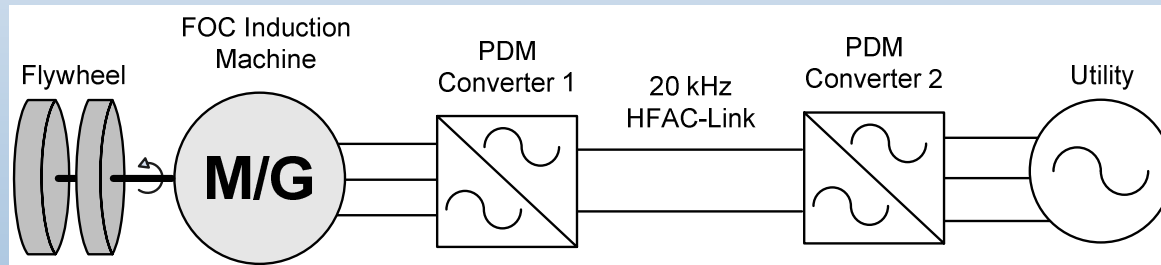 Flywheel
FOC Induction
Machine
M/G
PDM
Converter 1
20 kHz
HFAC-Link
PDM
Converter 2
Utility